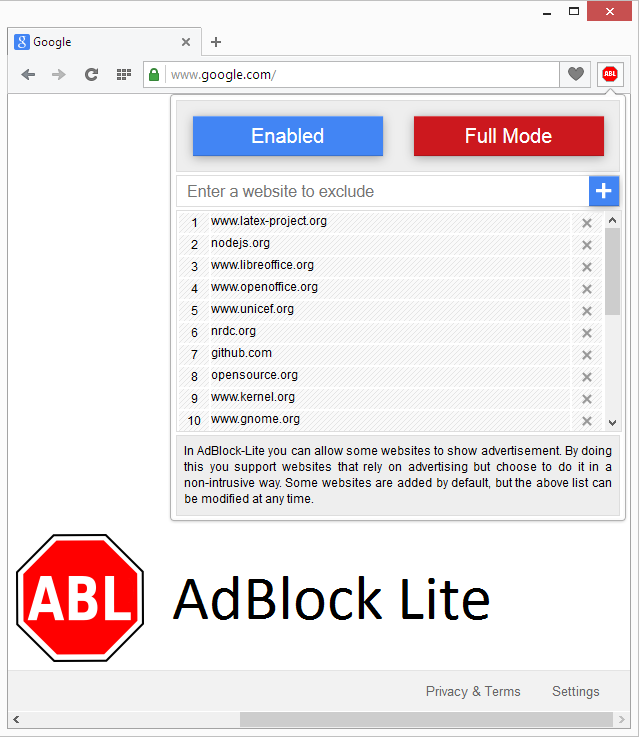 Google
www.google.com/
ABL
Enabled
Full Mode
Enter a website to exclude
1 www.latex-project.org
2 nodejs.org
3 www.libreoffice.org
4 www.openoffice.org
5 www.unicef.org
6 nrdc.org
7 github.com
8 opensource.org
9 www.kernel.org
10 www.gnome.org
In AdBlock-Lite you can allow some websites to show advertisement. By doing
this you support websites that rely on advertising but choose to do it in a
non-intrusive way. Some websites are added by default, but the above list can
be modified at any time.
ABL AdBlock Lite
Privacy & Terms Settings